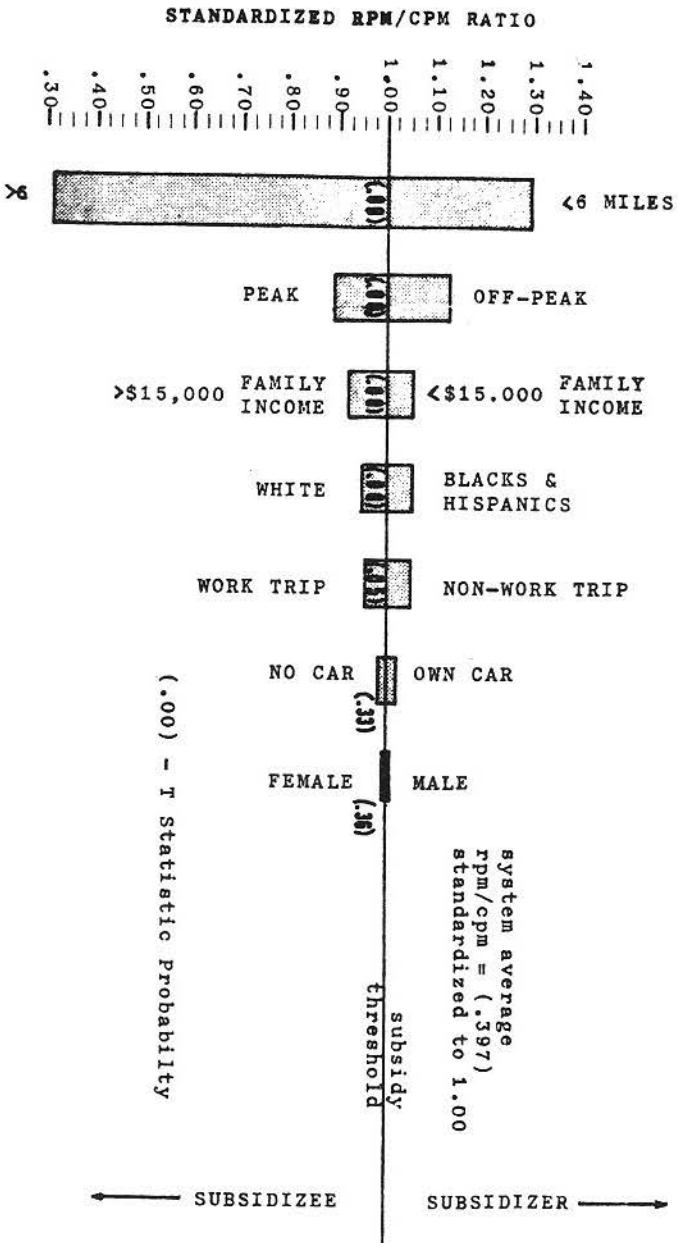 STANDARDIZED RPM/CPM RATIO
.30 .40 .50 .60 .70 .80 .90 1.00 1.10 1.20 1.30 1.40
>6
(.00)
<6 MILES
PEAK
(.00)
OFF-PEAK
>$15,000 FAMILY
INCOME
(.00)
<$15.000 FAMILY
INCOME
WHITE
(.00)
BLACKS &
HISPANICS
WORK TRIP
NON-WORK TRIP
NO CAR
(.33)
OWN CAR
FEMALE
(.36)
MALE
(.00) - T Statistic Probabilty
system average
rpm/cpm = (.397)
standardized to 1.00
subsidy
threshold
SUBSIDIZEE
SUBSIDIZER